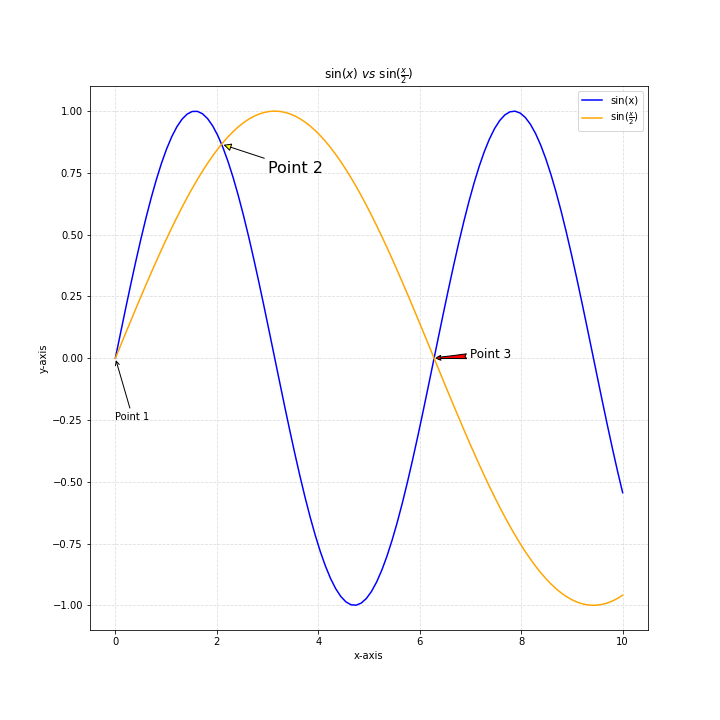 sin(x) vs sin(x/2)
sin(x)
sin(x/2)
1.00
0.75
0.50
0.25
0.00
−0.25
−0.50
−0.75
−1.00
y-axis
Point 2
Point 3
Point 1
0 2 4 6 8 10
x-axis